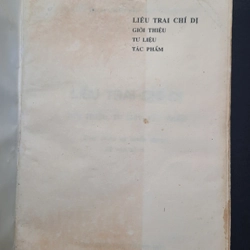 LIÊU TRAI CHÍ DỊ
GIỚI THIỆU
TƯ LIỆU
TÁC PHẨM